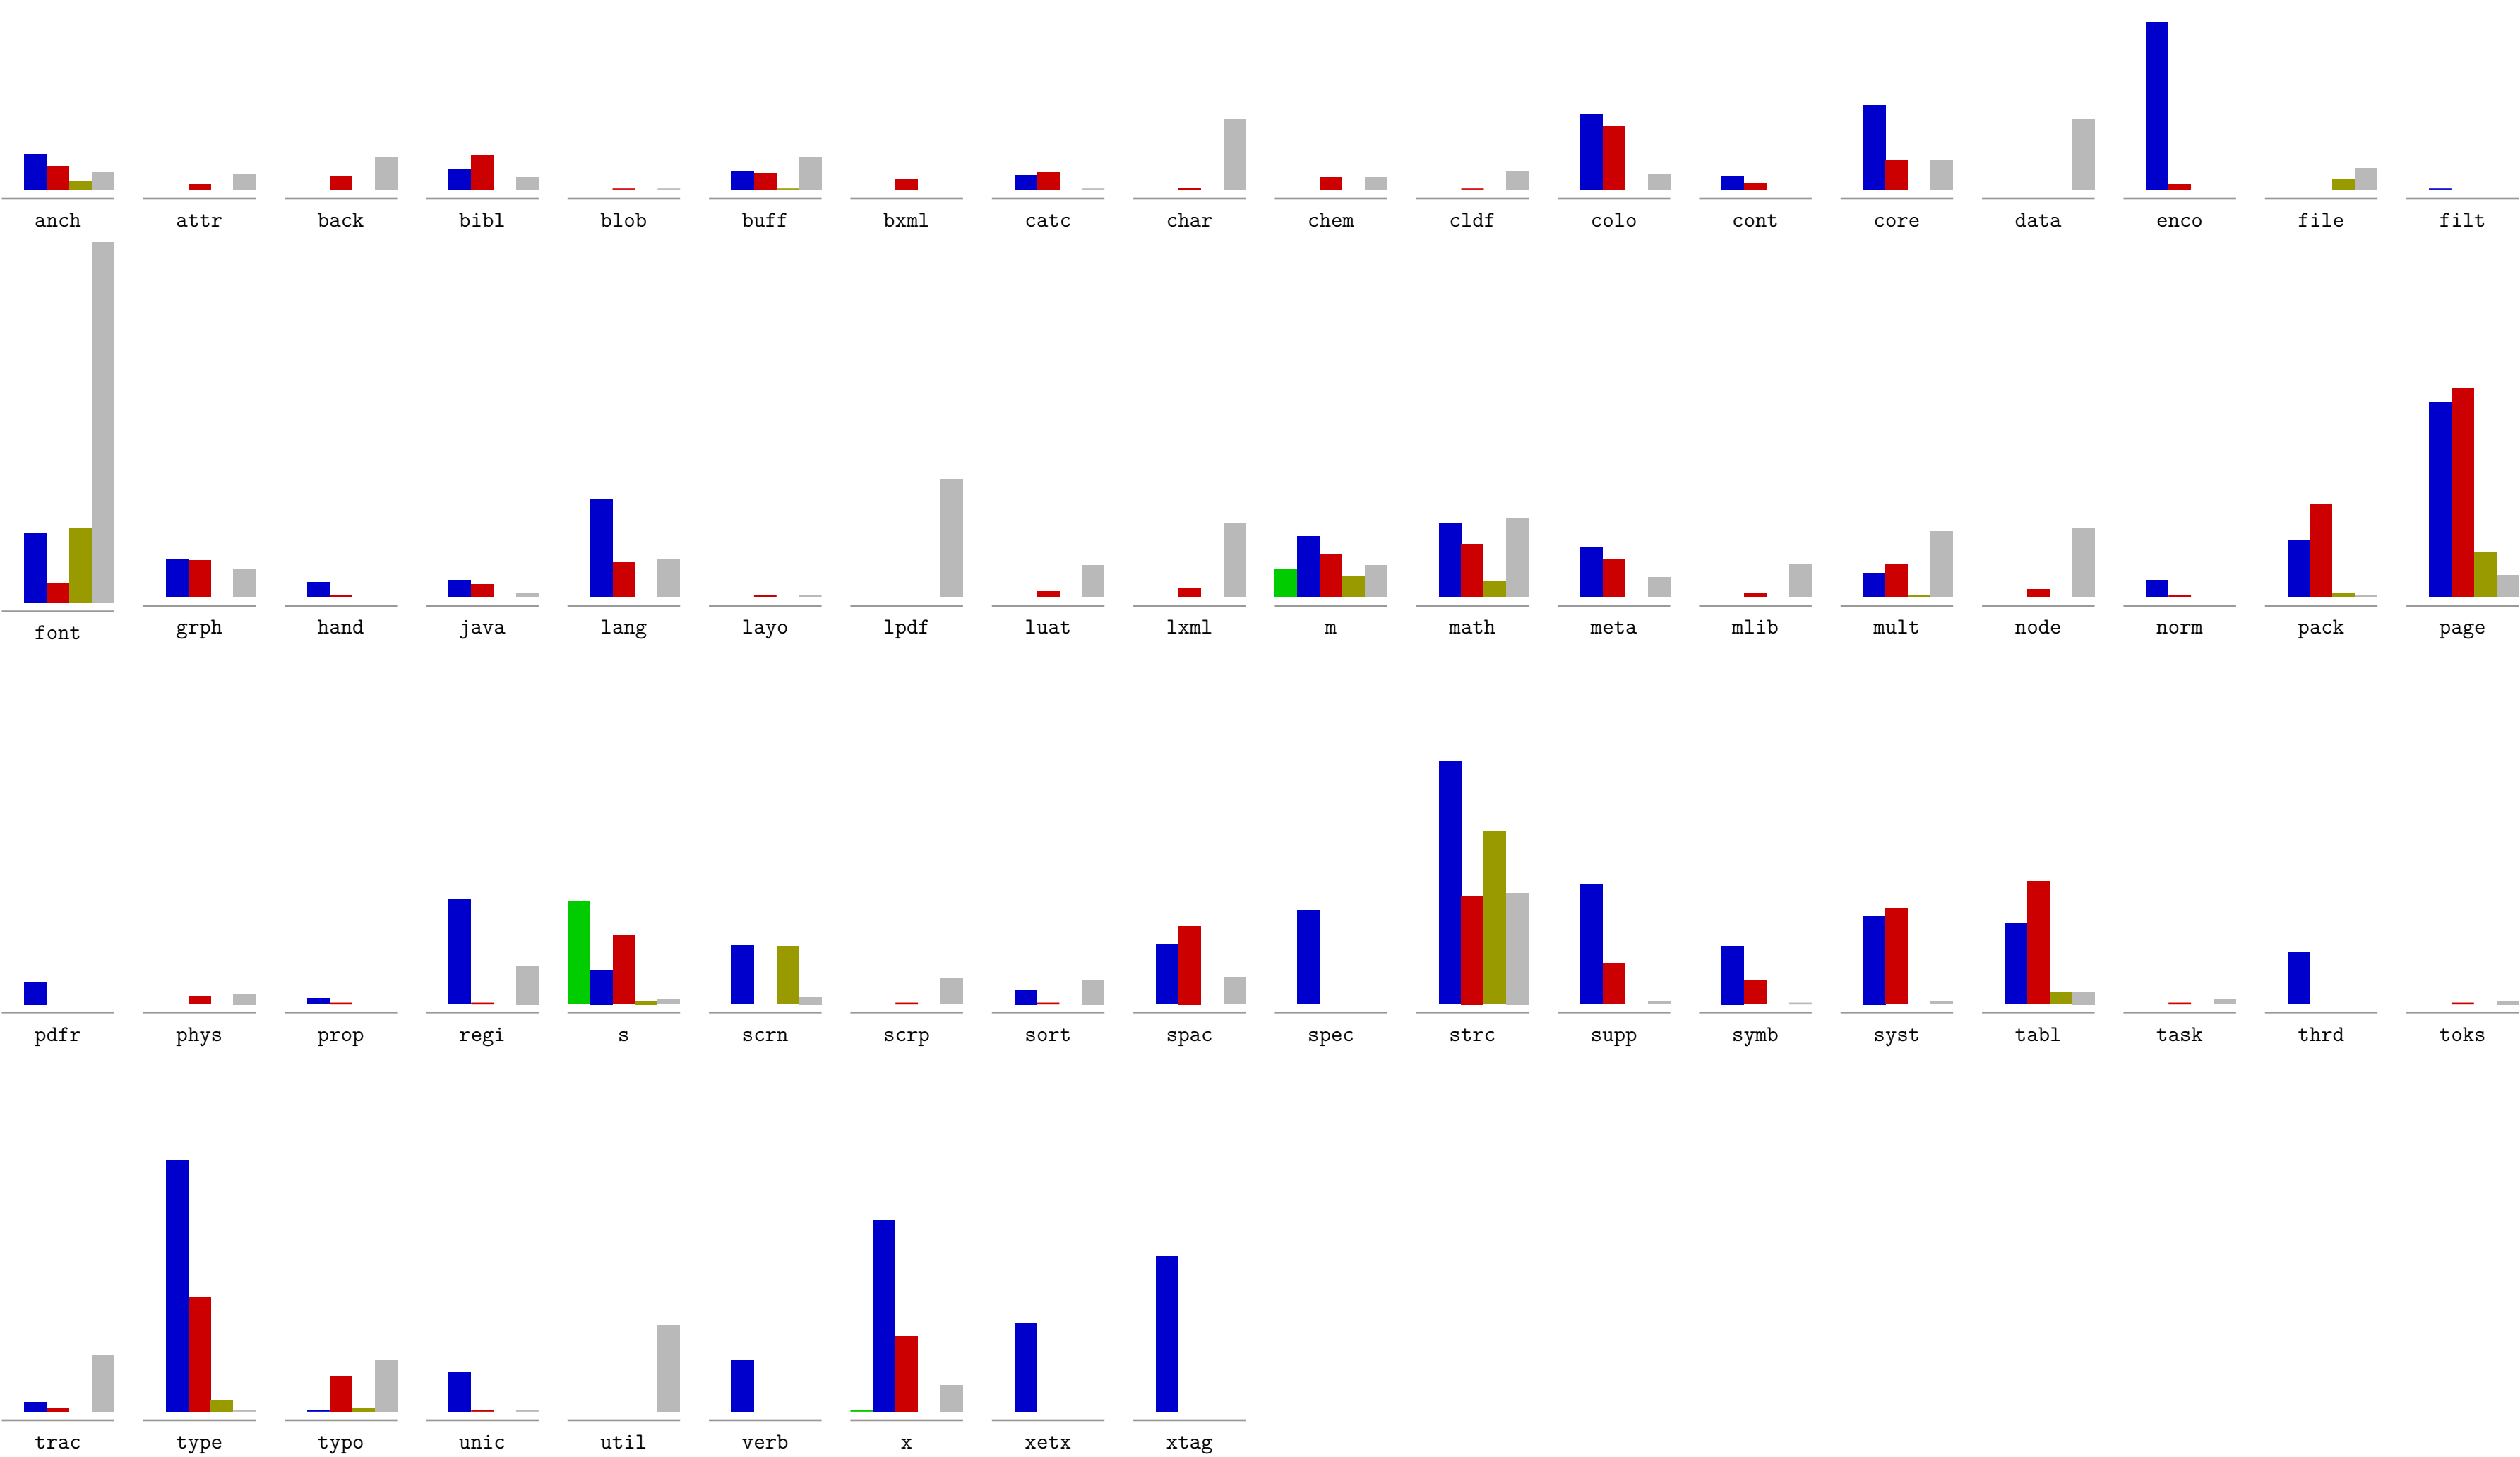 anch attr back bibl blob buff bxml catc char chem cldf colo cont core data enco file filt
font grph hand java lang layo lpdf luat lxml m math meta mlib mult node norm pack page
pdfr phys prop regi s scrn scrp sort spac spec strc supp symb syst tabl task thrd toks
trac type typo unic util verb x xetx xtag